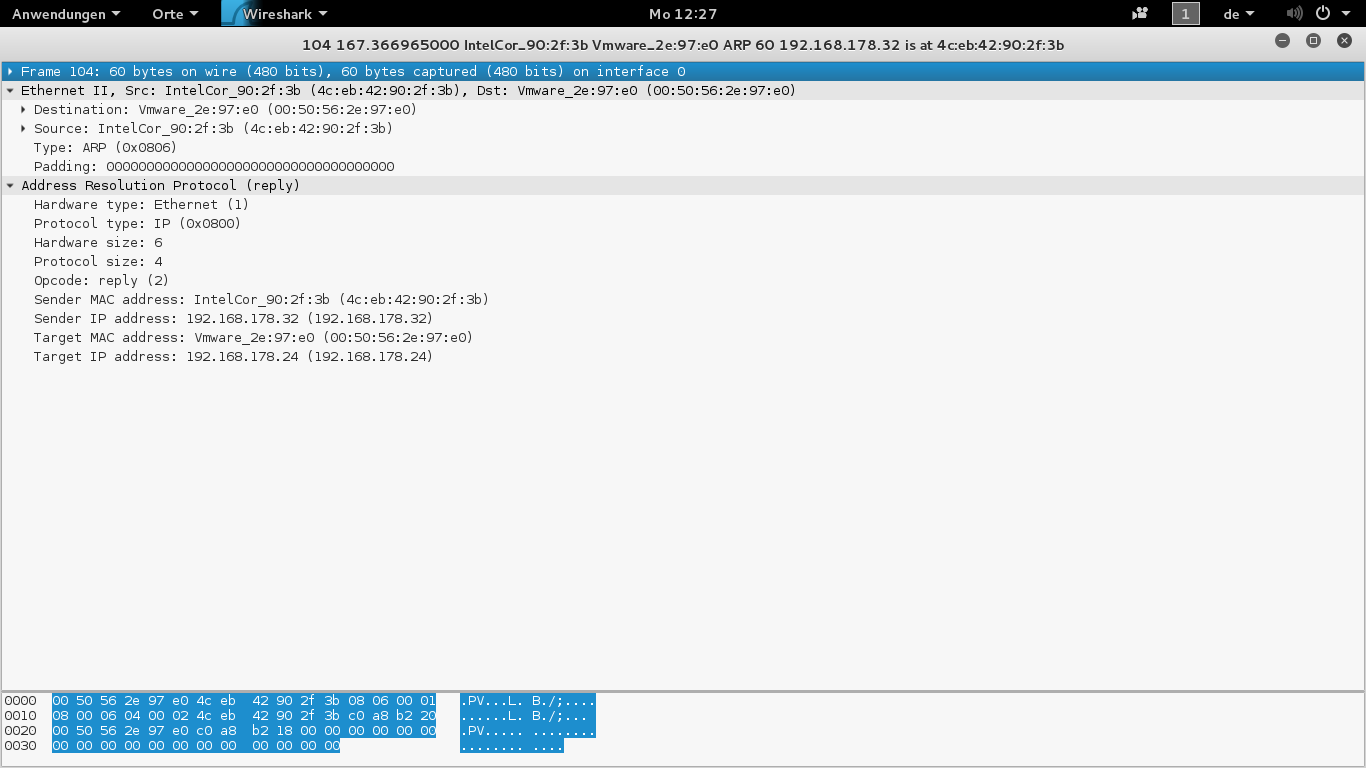 Anwendungen Orte Wireshark Mo 12:27 1 de
104 167.366965000 IntelCor_90:2f:3b Vmware_2e:97:e0 ARP 60 192.168.178.32 is at 4c:eb:42:90:2f:3b
Frame 104: 60 bytes on wire (480 bits), 60 bytes captured (480 bits) on interface 0
Ethernet II, Src: IntelCor_90:2f:3b (4c:eb:42:90:2f:3b), Dst: Vmware_2e:97:e0 (00:50:56:2e:97:e0)
Destination: Vmware_2e:97:e0 (00:50:56:2e:97:e0)
Source: IntelCor_90:2f:3b (4c:eb:42:90:2f:3b)
Type: ARP (0x0806)
Padding: 000000000000000000000000000000000000
Address Resolution Protocol (reply)
Hardware type: Ethernet (1)
Protocol type: IP (0x0800)
Hardware size: 6
Protocol size: 4
Opcode: reply (2)
Sender MAC address: IntelCor_90:2f:3b (4c:eb:42:90:2f:3b)
Sender IP address: 192.168.178.32 (192.168.178.32)
Target MAC address: Vmware_2e:97:e0 (00:50:56:2e:97:e0)
Target IP address: 192.168.178.24 (192.168.178.24)
0000 00 50 56 2e 97 e0 4c eb 42 90 2f 3b 08 06 00 01 .PV...L. B./;....
0010 08 00 06 04 00 02 4c eb 42 90 2f 3b c0 a8 b2 20 ......L. B./;...
0020 00 50 56 2e 97 e0 c0 a8 b2 18 00 00 00 00 00 00 .PV..... ........
0030 00 00 00 00 00 00 00 00 00 00 00 00 ........ ....